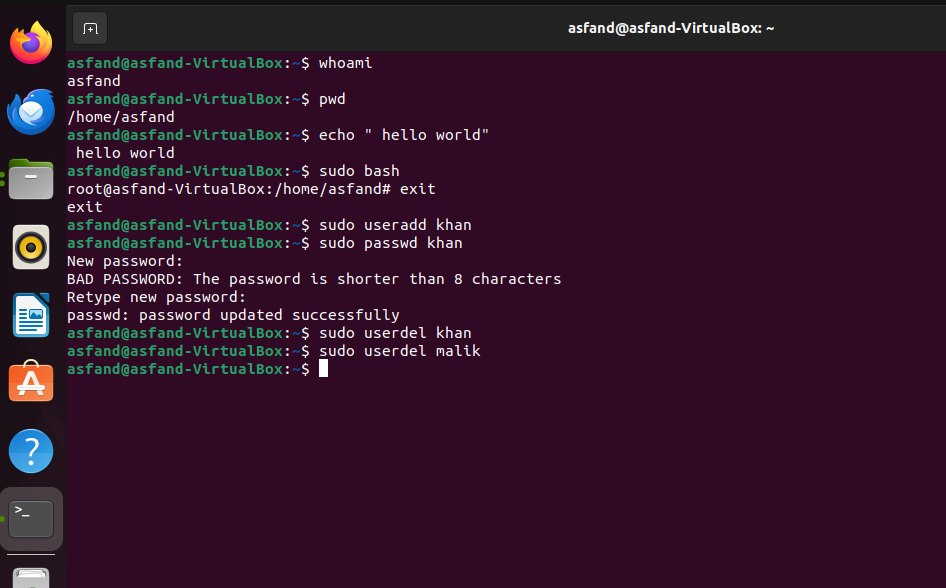 asfand@asfand-VirtualBox: ~
asfand@asfand-VirtualBox:~$ whoami
asfand
asfand@asfand-VirtualBox:~$ pwd
/home/asfand
asfand@asfand-VirtualBox:~$ echo " hello world"
 hello world
asfand@asfand-VirtualBox:~$ sudo bash
root@asfand-VirtualBox:/home/asfand# exit
exit
asfand@asfand-VirtualBox:~$ sudo useradd khan
asfand@asfand-VirtualBox:~$ sudo passwd khan
New password:
BAD PASSWORD: The password is shorter than 8 characters
Retype new password:
passwd: password updated successfully
asfand@asfand-VirtualBox:~$ sudo userdel khan
asfand@asfand-VirtualBox:~$ sudo userdel malik
asfand@asfand-VirtualBox:~$